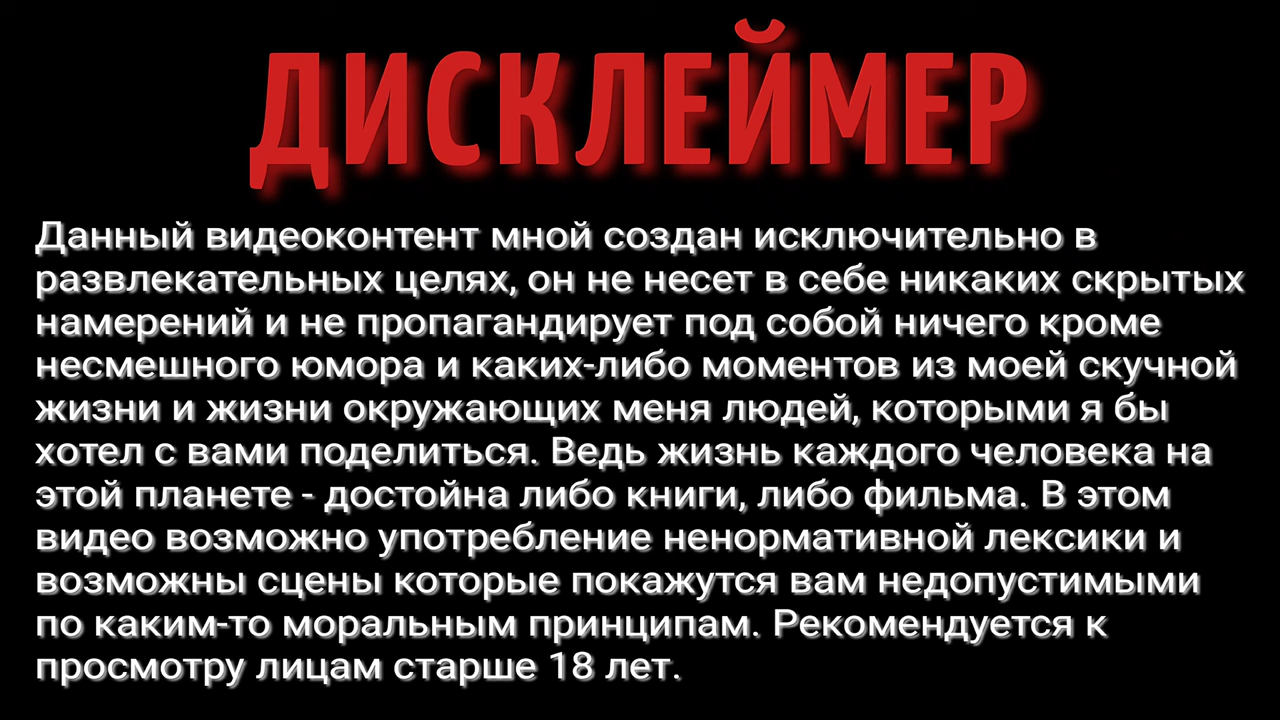 ДИСКЛЕЙМЕР
Данный видеоконтент мной создан исключительно в
развлекательных целях, он не несет в себе никаких скрытых
намерений и не пропагандирует под собой ничего кроме
несмешного юмора и каких-либо моментов из моей скучной
жизни и жизни окружающих меня людей, которыми я бы
хотел с вами поделиться. Ведь жизнь каждого человека на
этой планете - достойна либо книги, либо фильма. В этом
видео возможно употребление ненормативной лексики и
возможны сцены которые покажутся вам недопустимыми
по каким-то моральным принципам. Рекомендуется к
просмотру лицам старше 18 лет.